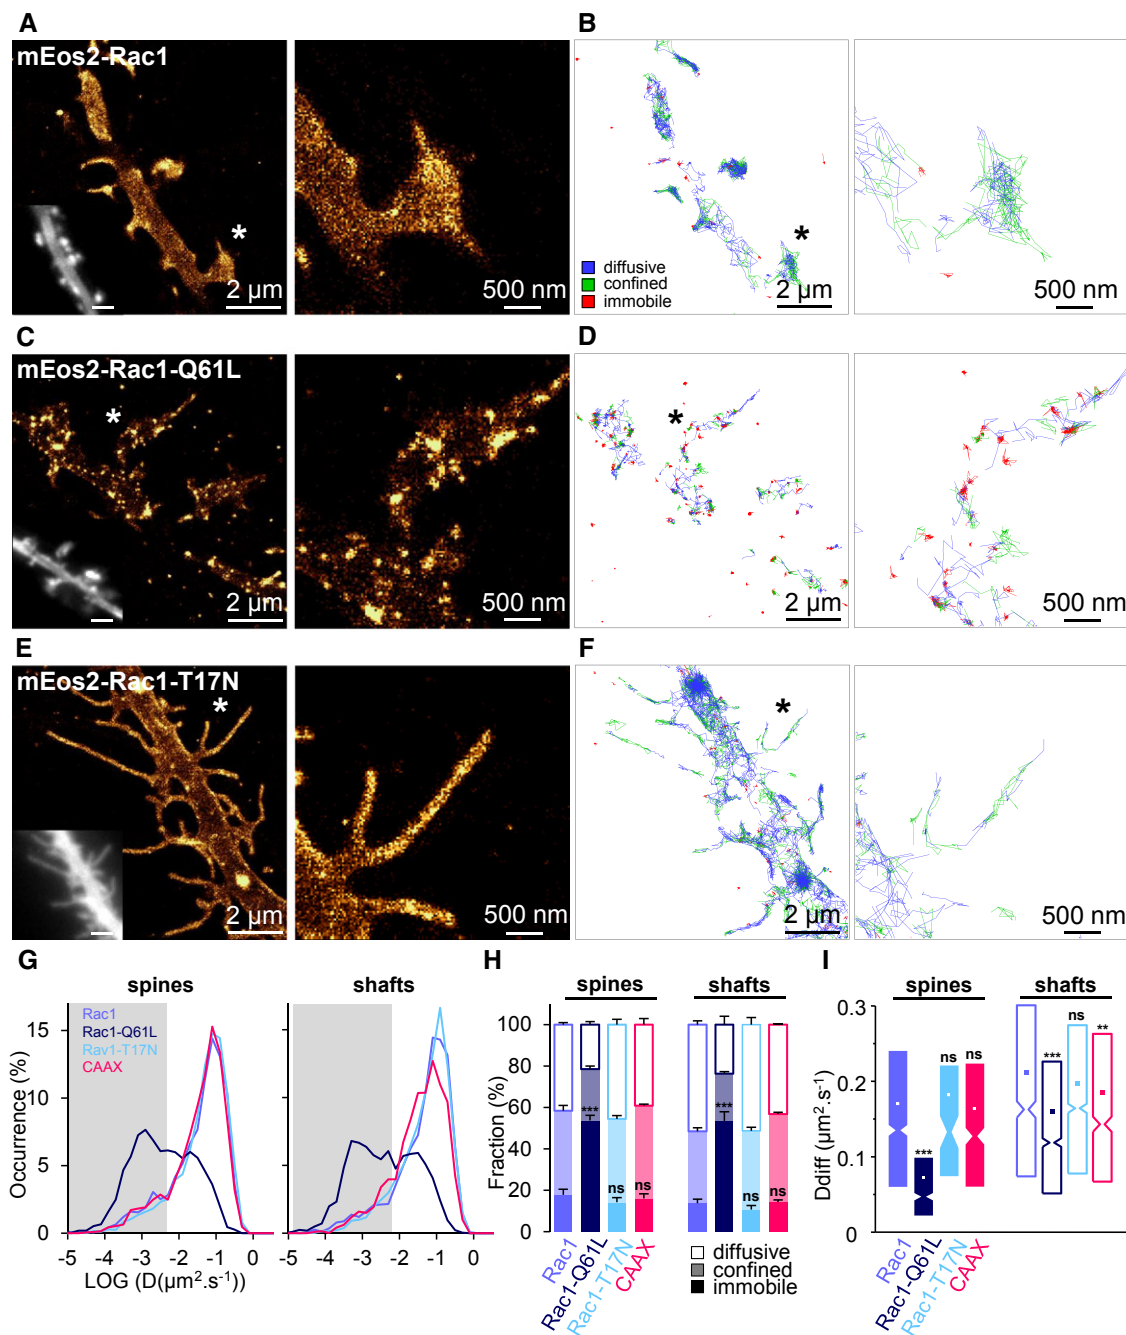 A
B
mEos2-Rac1
*
2 µm
500 nm
diffusive
confined
immobile
*
2 µm
500 nm
C
D
mEos2-Rac1-Q61L
*
2 µm
500 nm
*
2 µm
500 nm
E
F
mEos2-Rac1-T17N
*
2 µm
500 nm
*
2 µm
500 nm
G
spines
shafts
Occurrence (%)
15
10
5
0
Rac1
Rac1-Q61L
Rav1-T17N
CAAX
-5 -4 -3 -2 -1 0
-5 -4 -3 -2 -1 0
LOG (D(µm².s⁻¹))
H
spines
shafts
Fraction (%)
100
80
60
40
20
0
*** ns ns
*** ns ns
Rac1
Rac1-Q61L
Rac1-T17N
CAAX
diffusive
confined
immobile
I
spines
shafts
Ddiff (µm².s⁻¹)
0.3
0.2
0.1
0
*** ns ns
*** ns **
Rac1
Rac1-Q61L
Rac1-T17N
CAAX